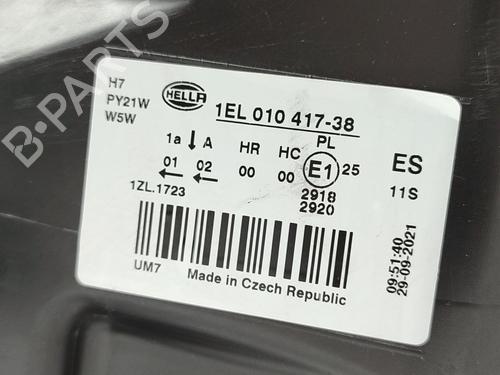 B-PARTS
H7
PY21W
W5W
HELLA
1EL 010 417-38
1a A HR HC PL
01 02 00 00 E1 25
1ZL.1723
2918
2920
ES
11S
UM7
Made in Czech Republic
09:51:40
29-09-2021